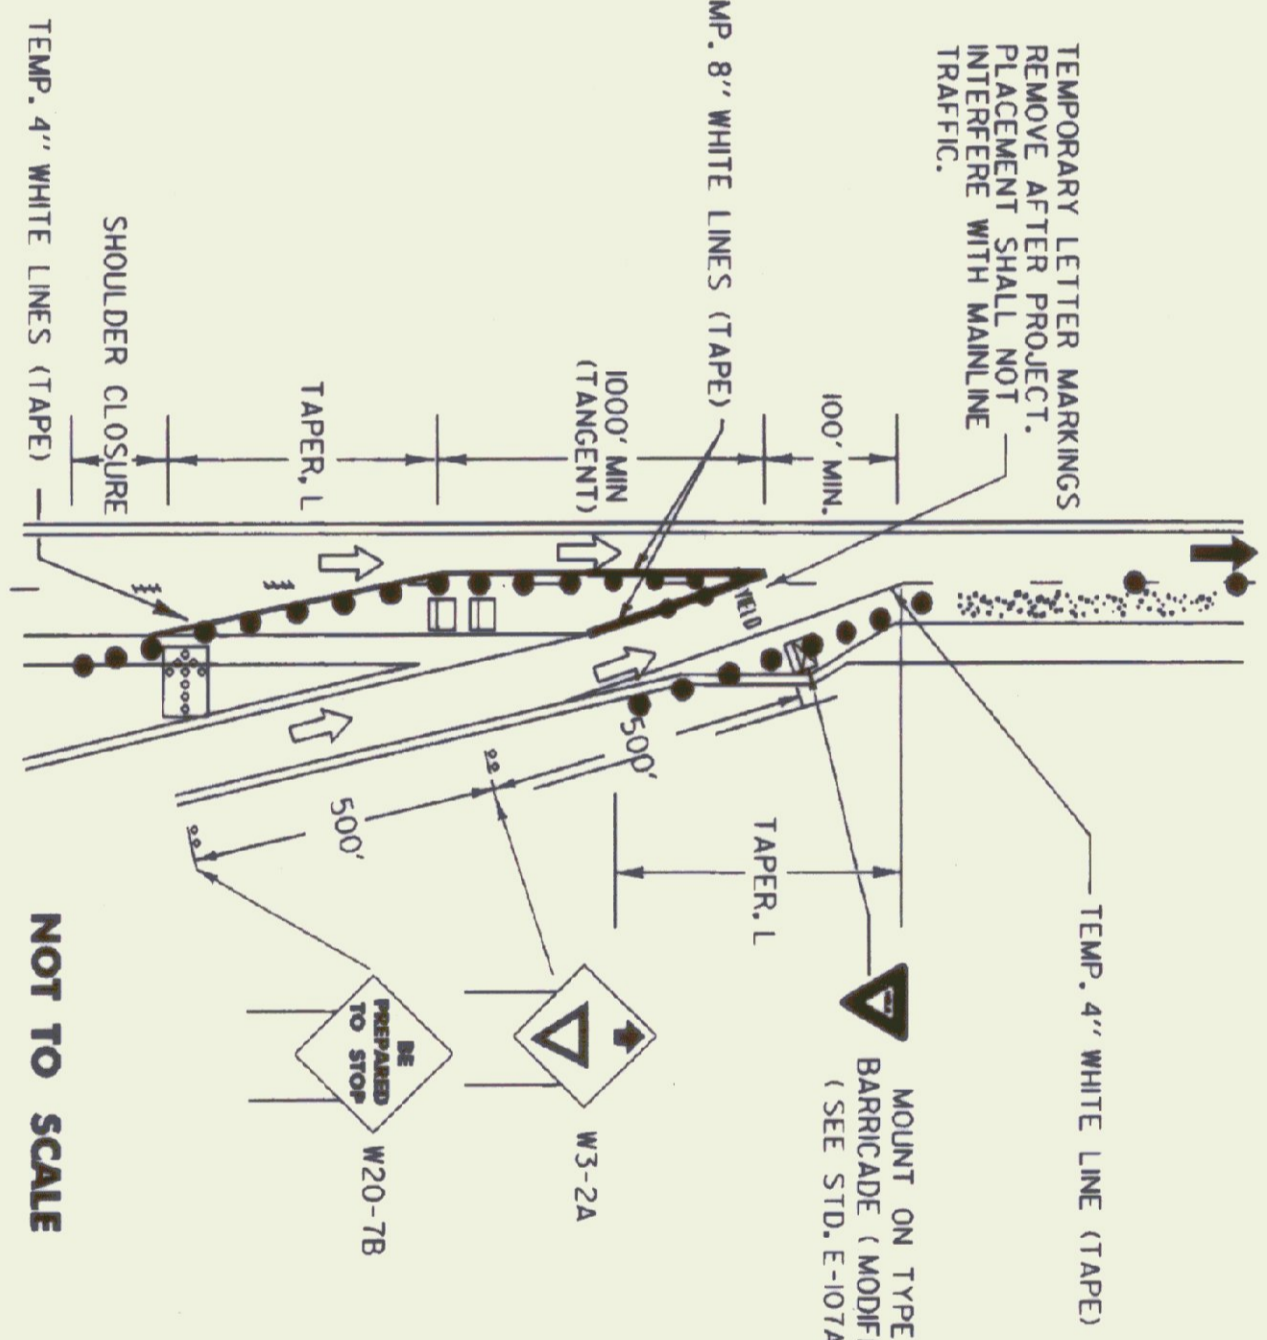 TEMPORARY LETTER MARKINGS
REMOVE AFTER PROJECT.
PLACEMENT SHALL NOT
INTERFERE WITH MAINLINE
TRAFFIC.
MP. 8" WHITE LINES (TAPE)
TEMP. 4" WHITE LINES (TAPE)
SHOULDER CLOSURE
TAPER, L
1000' MIN
(TANGENT)
100' MIN.
YIELD
500'
500'
TAPER, L
TEMP. 4" WHITE LINE (TAPE)
MOUNT ON TYPE
BARRICADE (MODIF
(SEE STD. E-107A
W3-2A
BE
PREPARED
TO STOP
W20-7B
NOT TO SCALE